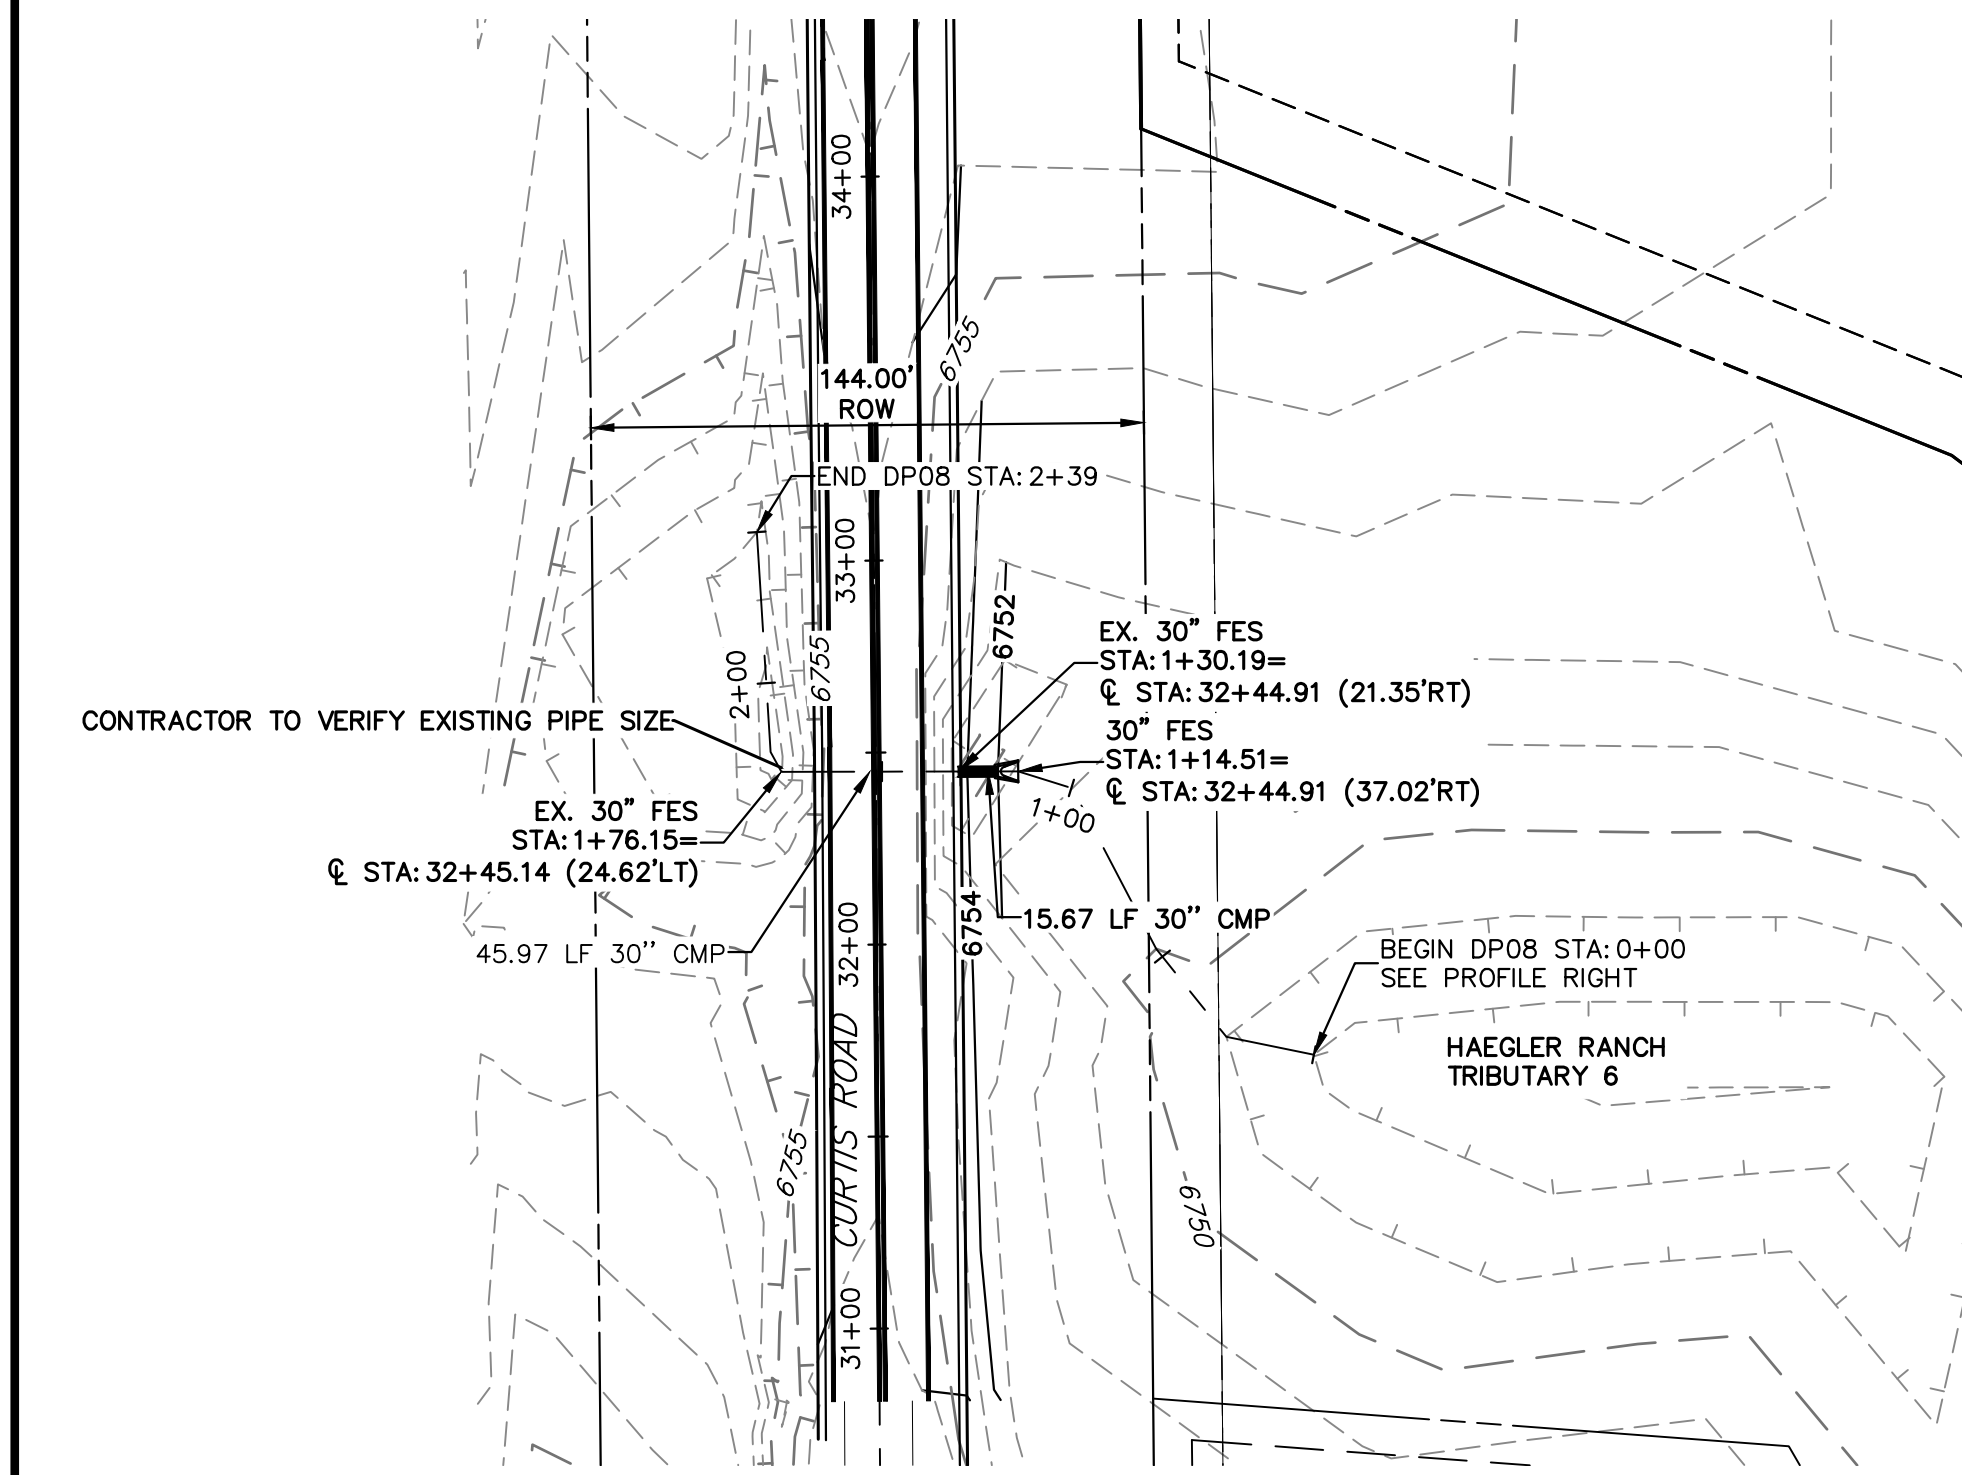 34+00
6755
144.00'
ROW
END DP08 STA: 2+39
33+00
6752
EX. 30" FES
STA: 1+30.19=
℄ STA: 32+44.91 (21.35'RT)
6755
2+00
CONTRACTOR TO VERIFY EXISTING PIPE SIZE
30" FES
STA: 1+14.51=
℄ STA: 32+44.91 (37.02'RT)
1+00
EX. 30" FES
STA: 1+76.15=
℄ STA: 32+45.14 (24.62'LT)
45.97 LF 30'' CMP
32+00
6754
15.67 LF 30'' CMP
BEGIN DP08 STA: 0+00
SEE PROFILE RIGHT
HAEGLER RANCH
TRIBUTARY 6
CURTIS ROAD
6755
6750
31+00